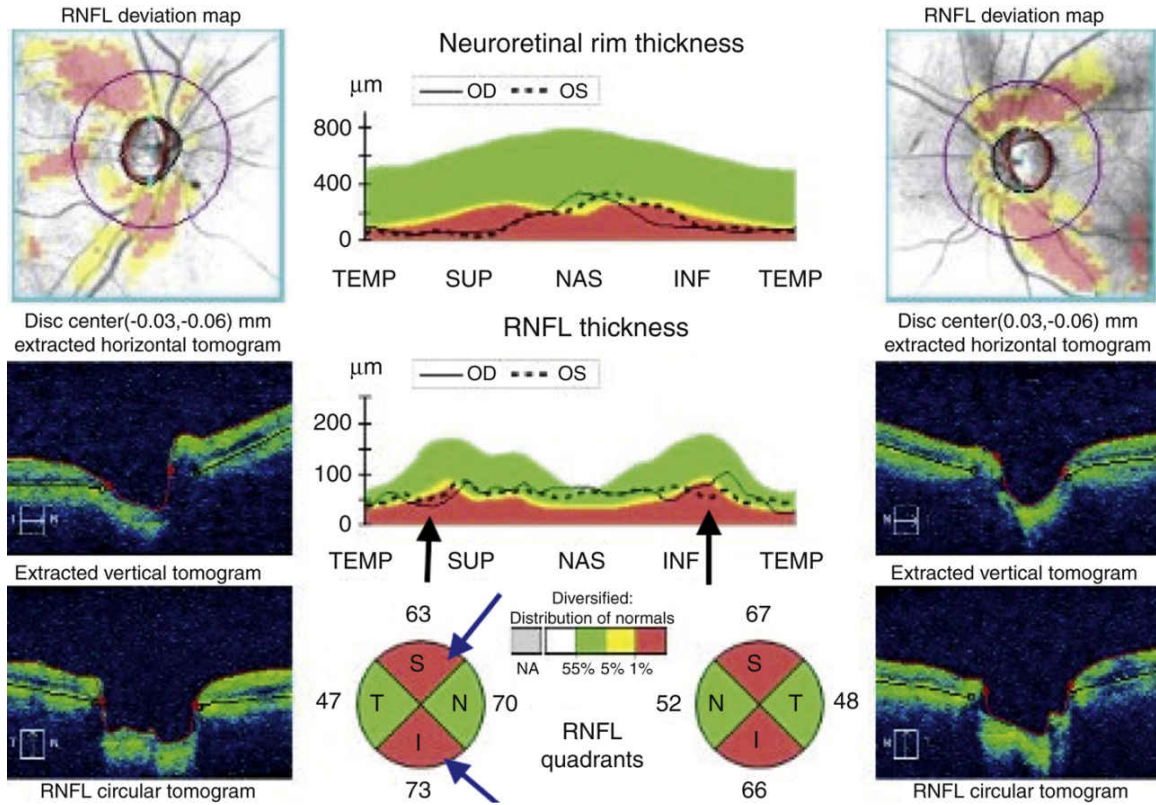 RNFL deviation map
Disc center(-0.03,-0.06) mm
extracted horizontal tomogram
Extracted vertical tomogram
RNFL circular tomogram
Neuroretinal rim thickness
μm
OD OS
800
400
0
TEMP SUP NAS INF TEMP
RNFL thickness
μm
OD OS
200
100
0
TEMP SUP NAS INF TEMP
63
S
47 T N 70
I
73
Diversified:
Distribution of normals
NA 55% 5% 1%
RNFL
quadrants
67
S
52 N T 48
I
66
RNFL deviation map
Disc center(0.03,-0.06) mm
extracted horizontal tomogram
Extracted vertical tomogram
RNFL circular tomogram